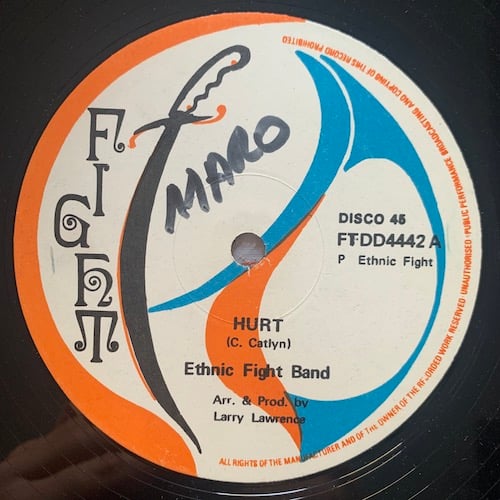 FIGHT
MARO
DISCO 45
FT-DD4442 A
P Ethnic Fight
HURT
(C. Catlyn)
Ethnic Fight Band
Arr. & Prod. by
Larry Lawrence
ALL RIGHTS OF THE MANUFACTURER AND OF THE OWNER OF THE RECORDED WORK RESERVED · UNAUTHORISED · PUBLIC PERFORMANCE BROADCASTING AND COPYING OF THIS RECORD PROHIBITED